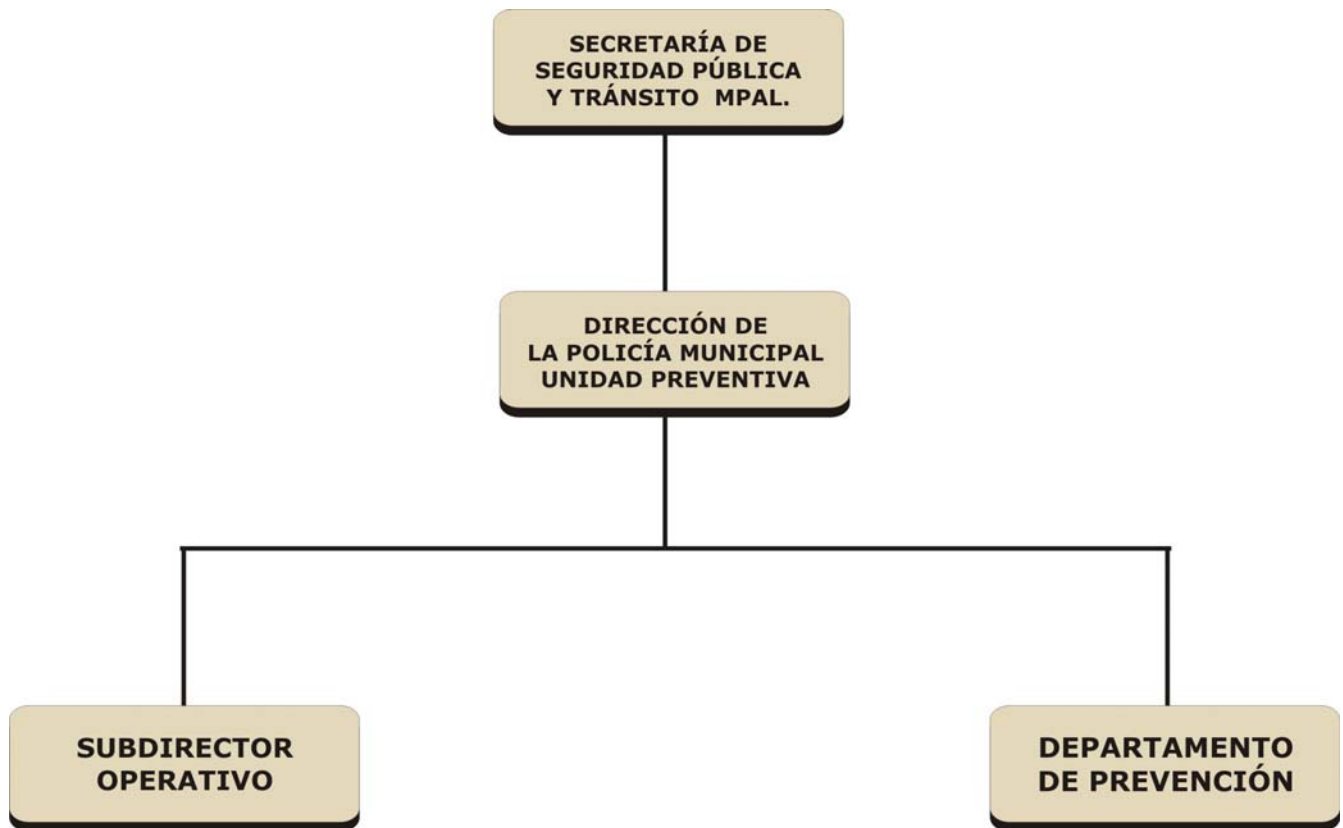 SECRETARÍA DE
SEGURIDAD PÚBLICA
Y TRÁNSITO MPAL.
DIRECCIÓN DE
LA POLICÍA MUNICIPAL
UNIDAD PREVENTIVA
SUBDIRECTOR
OPERATIVO
DEPARTAMENTO
DE PREVENCIÓN